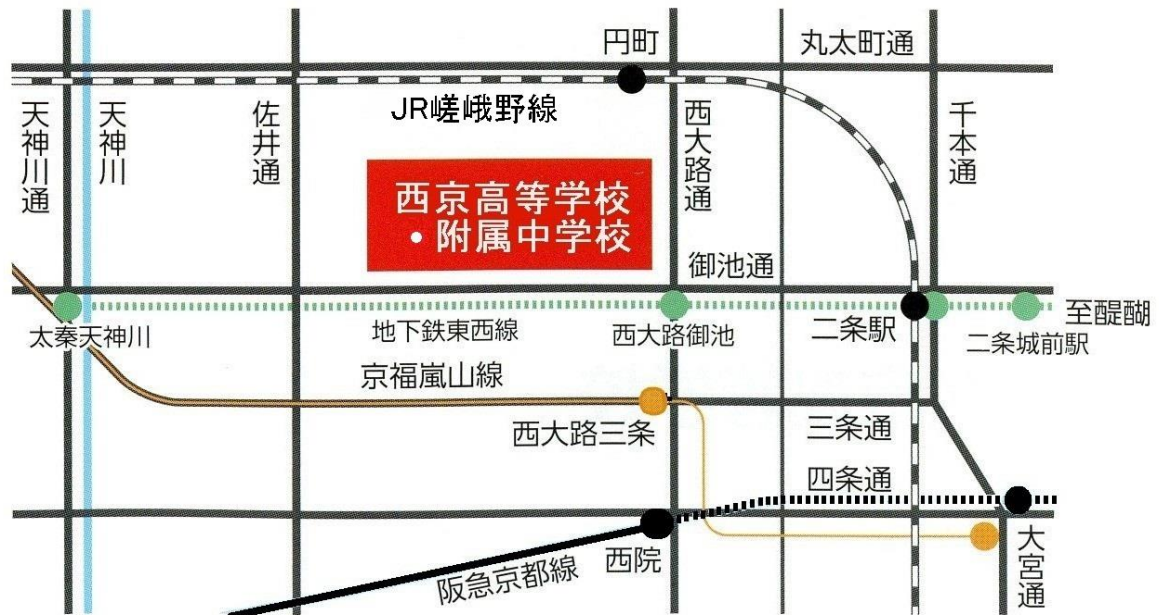 円町
丸太町通
JR嵯峨野線
天神川通
天神川
佐井通
西大路通
千本通
西京高等学校
・附属中学校
御池通
太秦天神川
地下鉄東西線
西大路御池
二条駅
至醍醐
二条城前駅
京福嵐山線
西大路三条
三条通
四条通
西院
阪急京都線
大宮通